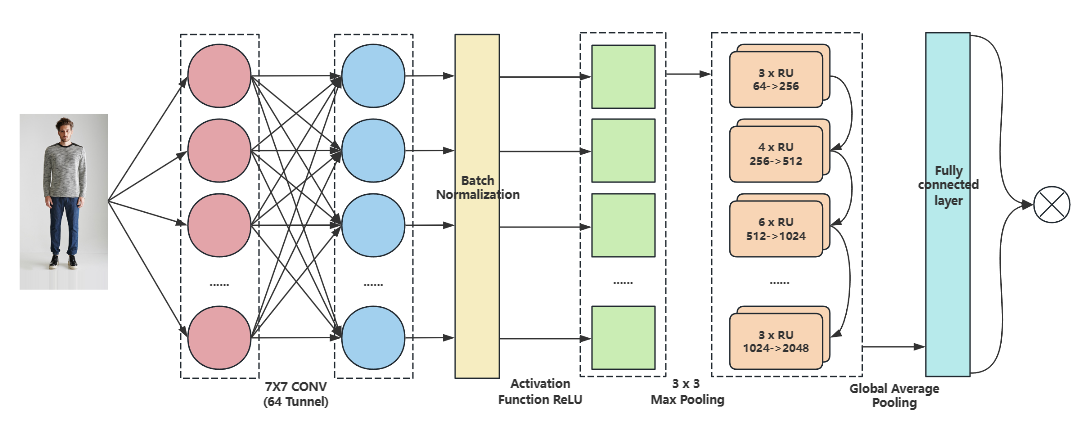 3 x RU
64->256
4 x RU
256->512
Batch
Normalization
Fully
connected
layer
6 x RU
512->1024
......
......
......
......
3 x RU
1024->2048
7X7 CONV
(64 Tunnel)
Activation
Function ReLU
3 x 3
Max Pooling
Global Average
Pooling